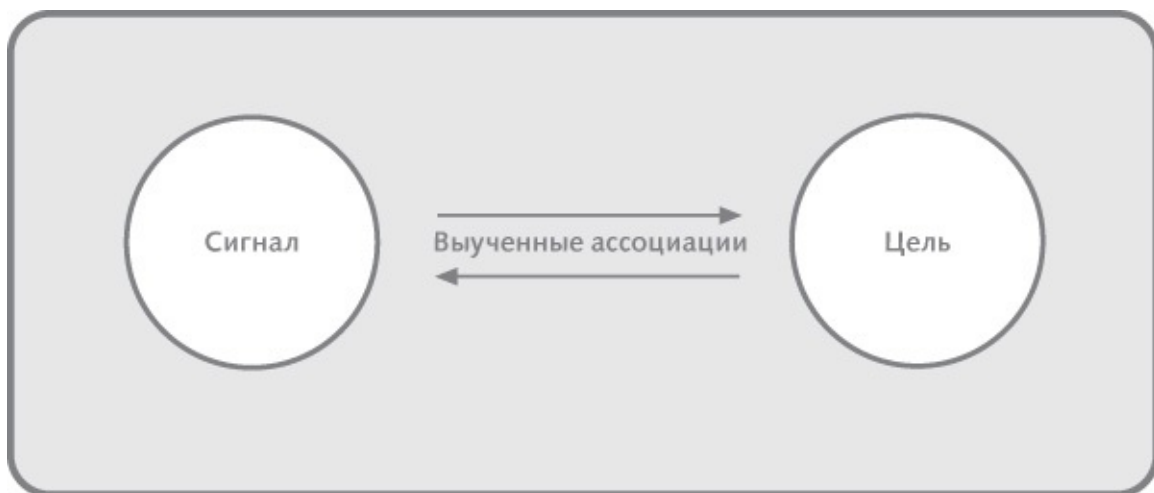 Сигнал
Выученные ассоциации
Цель